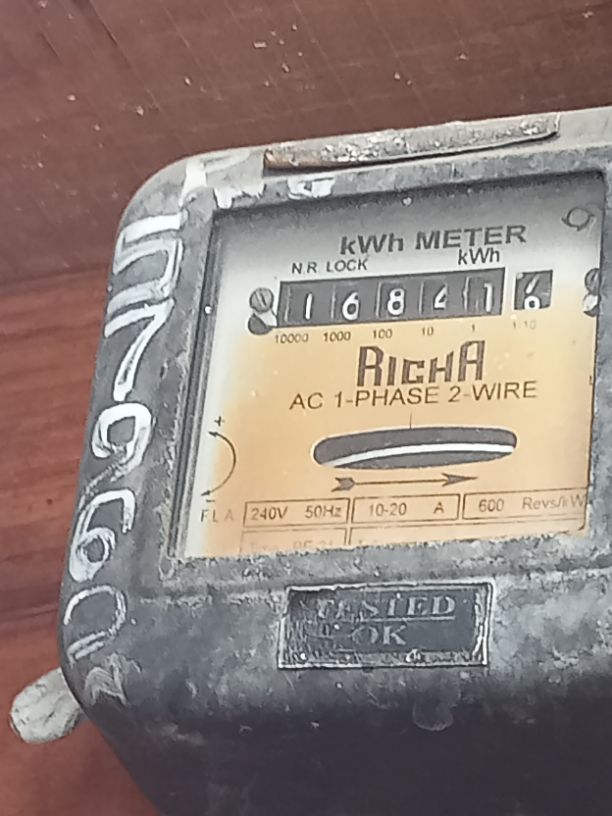 kWh METER
N.R. LOCK kWh
1 6 8 4 1 6
10000 1000 100 10 1 1/10
RICHA
AC 1-PHASE 2-WIRE
+
-
F L A
240V 50Hz 10-20 A 600 Revs/kW
TESTED
OK